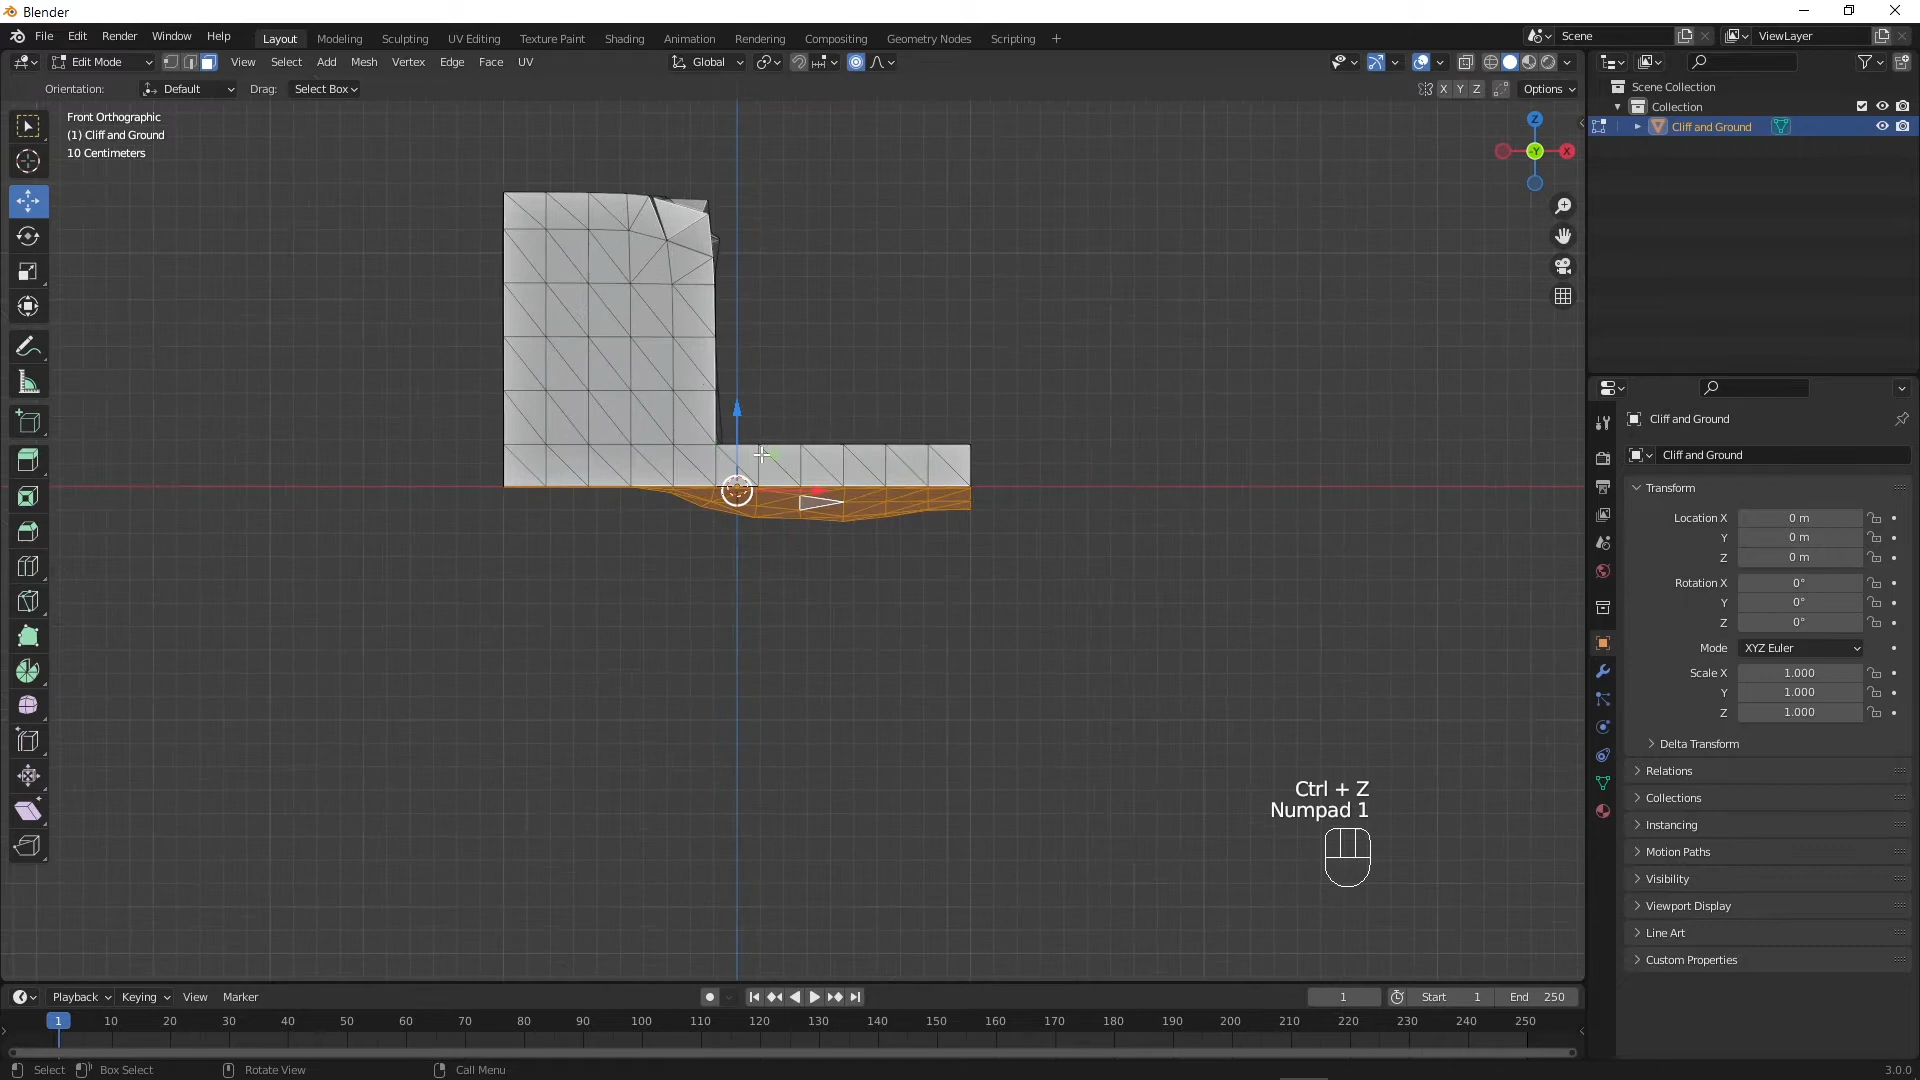 Blender
File Edit Render Window Help
Layout Modeling Sculpting UV Editing Texture Paint Shading Animation Rendering Compositing Geometry Nodes Scripting +
Scene ViewLayer
Edit Mode View Select Add Mesh Vertex Edge Face UV
Global
Orientation: Default Drag: Select Box
X Y Z Options
Front Orthographic
(1) Cliff and Ground
10 Centimeters
Z
-Y
X
Scene Collection
Collection
Cliff and Ground
Cliff and Ground
Cliff and Ground
Transform
Location X 0 m
Y 0 m
Z 0 m
Rotation X 0°
Y 0°
Z 0°
Mode XYZ Euler
Scale X 1.000
Y 1.000
Z 1.000
Delta Transform
Relations
Collections
Instancing
Motion Paths
Visibility
Viewport Display
Line Art
Custom Properties
Ctrl + Z
Numpad 1
Playback Keying View Marker
1 Start 1 End 250
1 10 20 30 40 50 60 70 80 90 100 110 120 130 140 150 160 170 180 190 200 210 220 230 240 250
Select Box Select Rotate View Call Menu
3.0.0